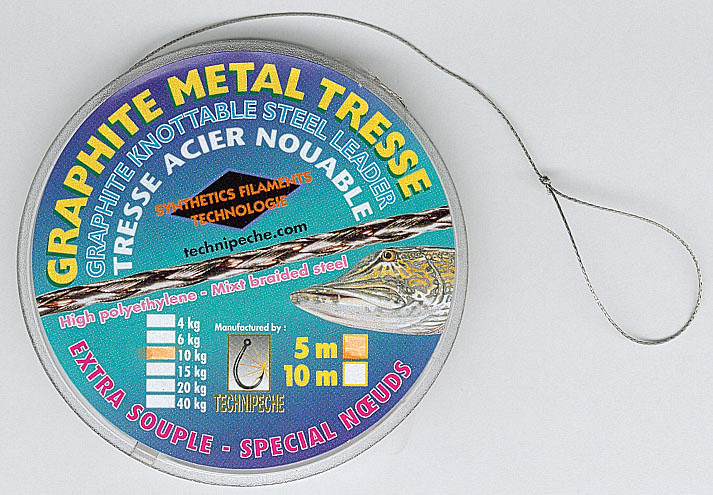 GRAPHITE METAL TRESSE
GRAPHITE KNOTTABLE STEEL LEADER
TRESSE ACIER NOUABLE
SYNTHETICS FILAMENTS
TECHNOLOGIE
technipeche.com
High polyethylene - Mixt braided steel
4 kg
6 kg
10 kg
15 kg
20 kg
40 kg
Manufactured by :
TECHNIPECHE
5 m
10 m
EXTRA SOUPLE - SPECIAL NŒUDS